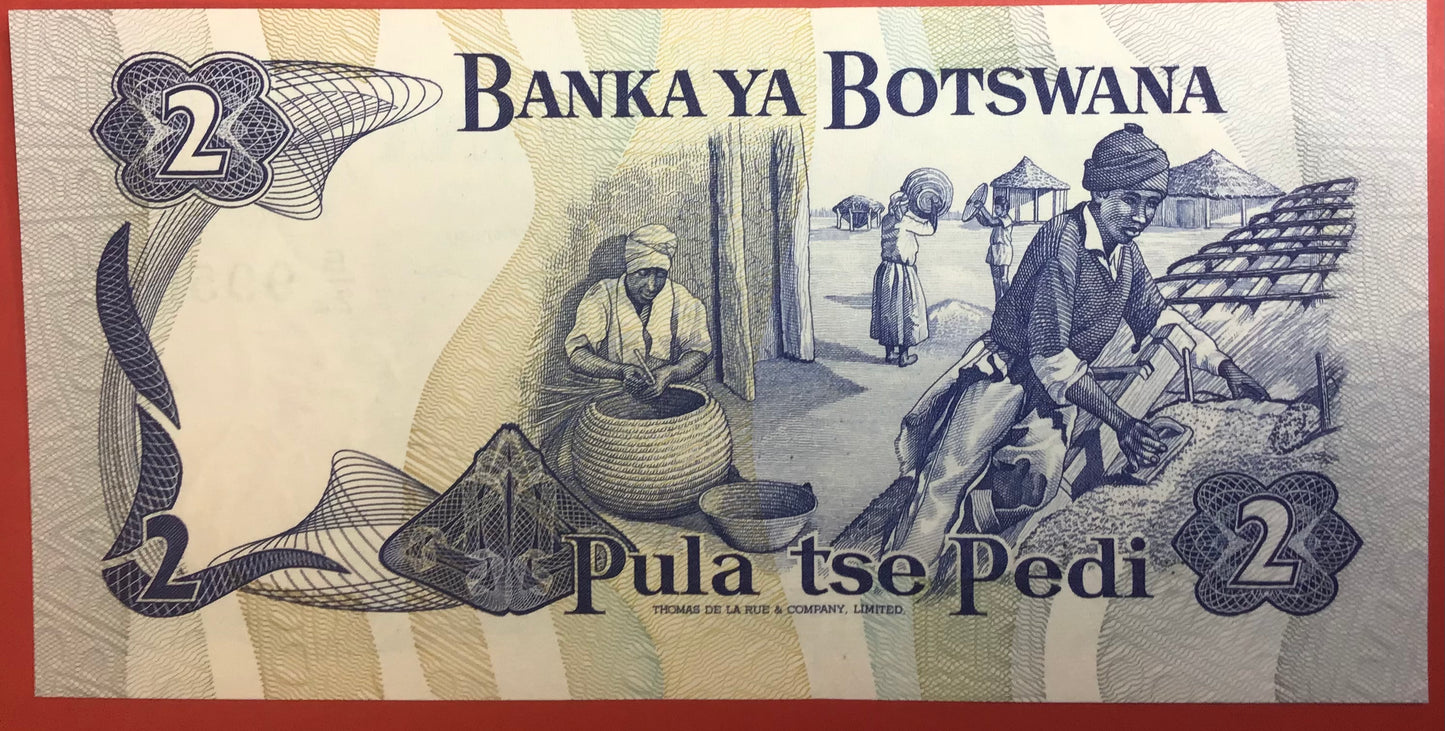 2
BANKA YA BOTSWANA
2
Pula tse Pedi
2
THOMAS DE LA RUE & COMPANY, LIMITED.